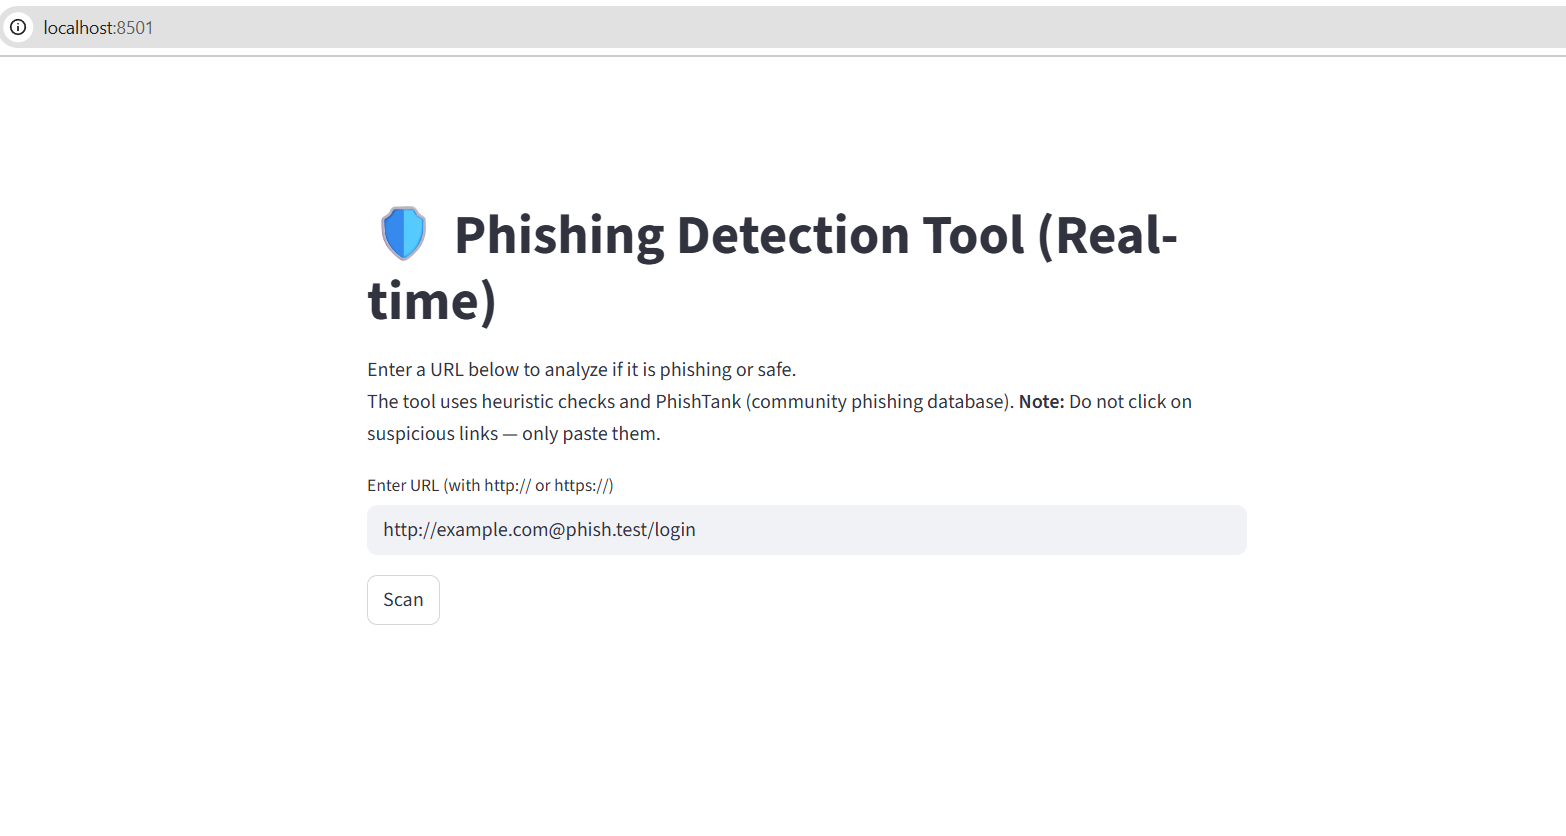 localhost:8501
Phishing Detection Tool (Real-
time)
Enter a URL below to analyze if it is phishing or safe.
The tool uses heuristic checks and PhishTank (community phishing database). Note: Do not click on
suspicious links — only paste them.
Enter URL (with http:// or https://)
http://example.com@phish.test/login
Scan